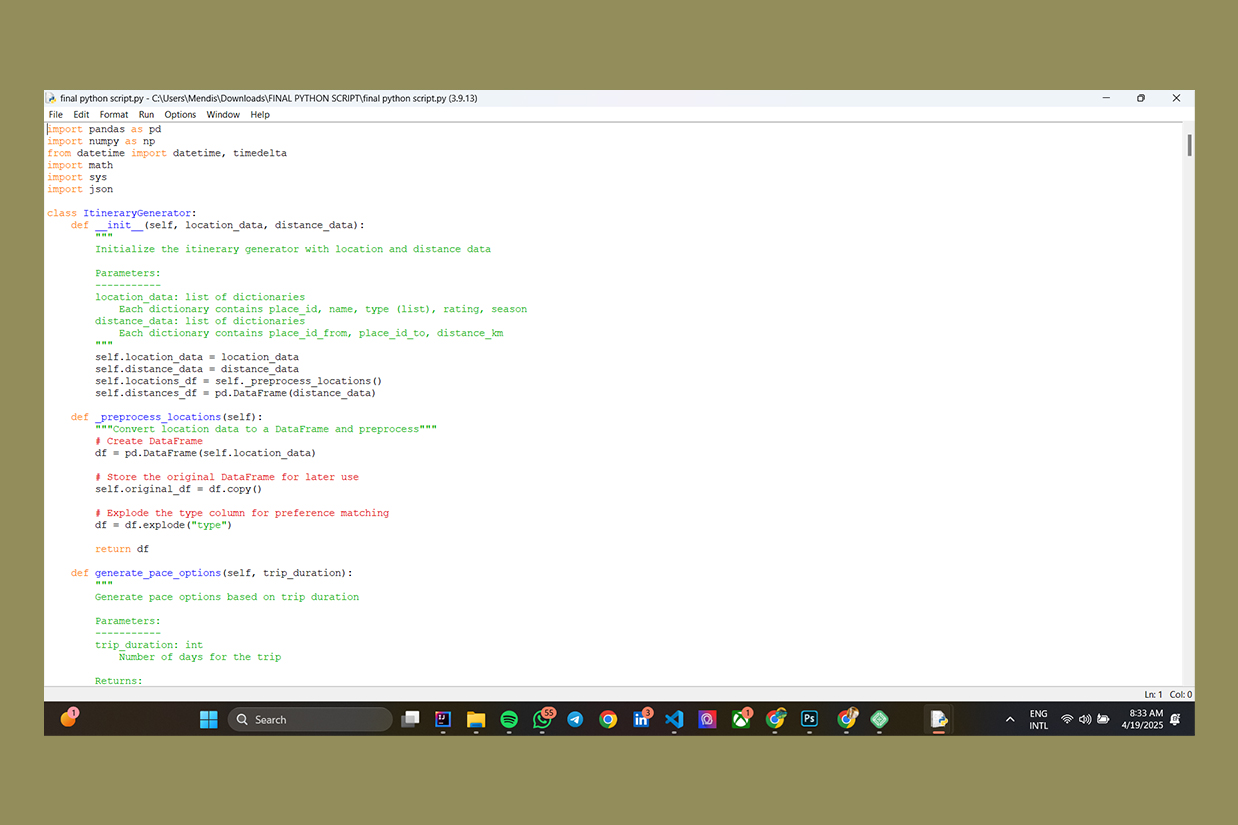 final python script.py - C:\Users\Mendis\Downloads\FINAL PYTHON SCRIPT\final python script.py (3.9.13)
File Edit Format Run Options Window Help
import pandas as pd
import numpy as np
from datetime import datetime, timedelta
import math
import sys
import json
class ItineraryGenerator:
    def __init__(self, location_data, distance_data):
        """
        Initialize the itinerary generator with location and distance data
        Parameters:
        -----------
        location_data: list of dictionaries
            Each dictionary contains place_id, name, type (list), rating, season
        distance_data: list of dictionaries
            Each dictionary contains place_id_from, place_id_to, distance_km
        """
        self.location_data = location_data
        self.distance_data = distance_data
        self.locations_df = self._preprocess_locations()
        self.distances_df = pd.DataFrame(distance_data)
    def _preprocess_locations(self):
        """Convert location data to a DataFrame and preprocess"""
        # Create DataFrame
        df = pd.DataFrame(self.location_data)
        # Store the original DataFrame for later use
        self.original_df = df.copy()
        # Explode the type column for preference matching
        df = df.explode("type")
        return df
    def generate_pace_options(self, trip_duration):
        """
        Generate pace options based on trip duration
        Parameters:
        -----------
        trip_duration: int
            Number of days for the trip
        Returns:
Ln: 1 Col: 0
1
Search
IJ
55
3
1
Ps
ENG
INTL
8:33 AM
4/19/2025